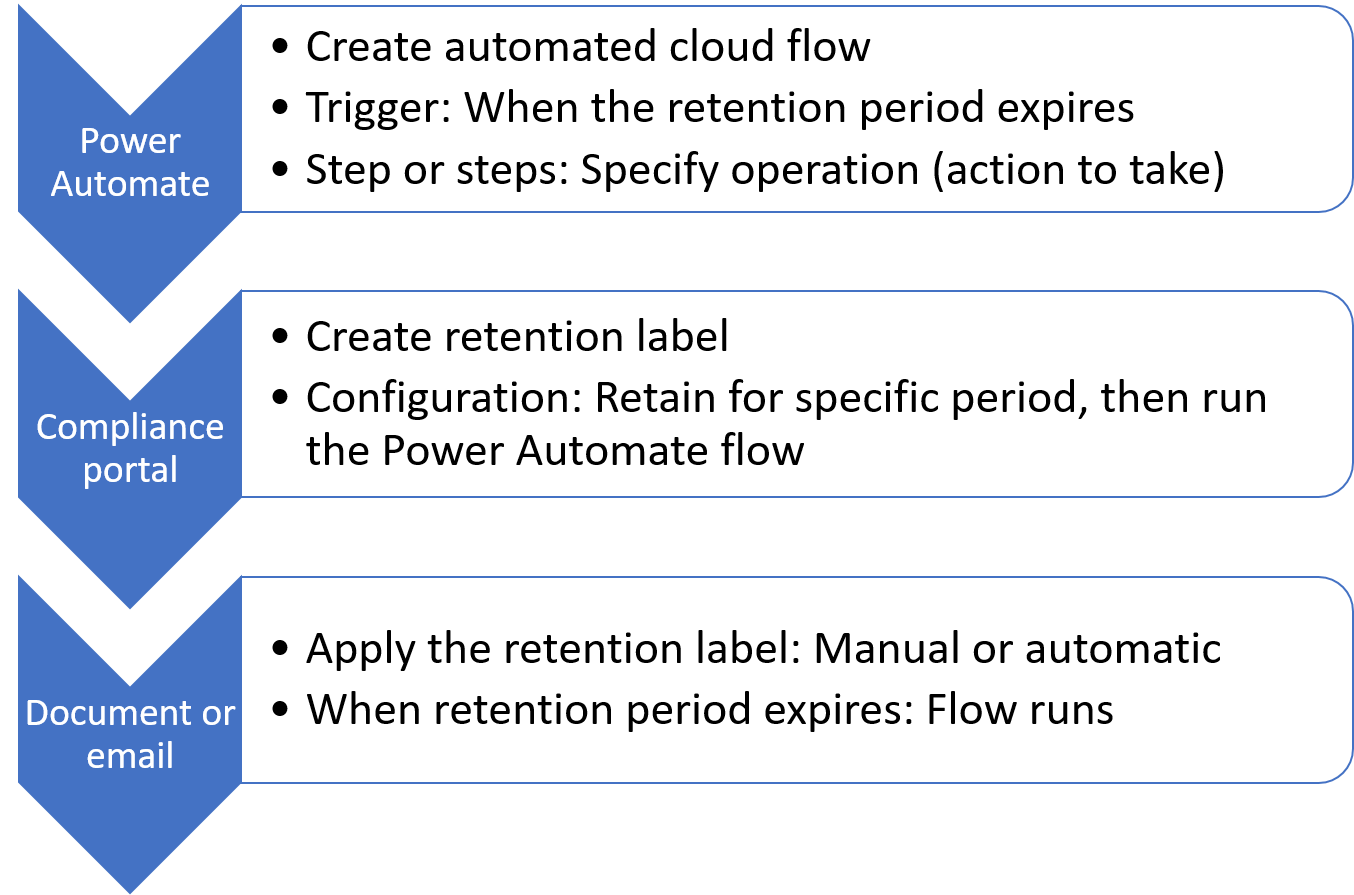 Power
Automate
• Create automated cloud flow
• Trigger: When the retention period expires
• Step or steps: Specify operation (action to take)
Compliance
portal
• Create retention label
• Configuration: Retain for specific period, then run
the Power Automate flow
Document or
email
• Apply the retention label: Manual or automatic
• When retention period expires: Flow runs